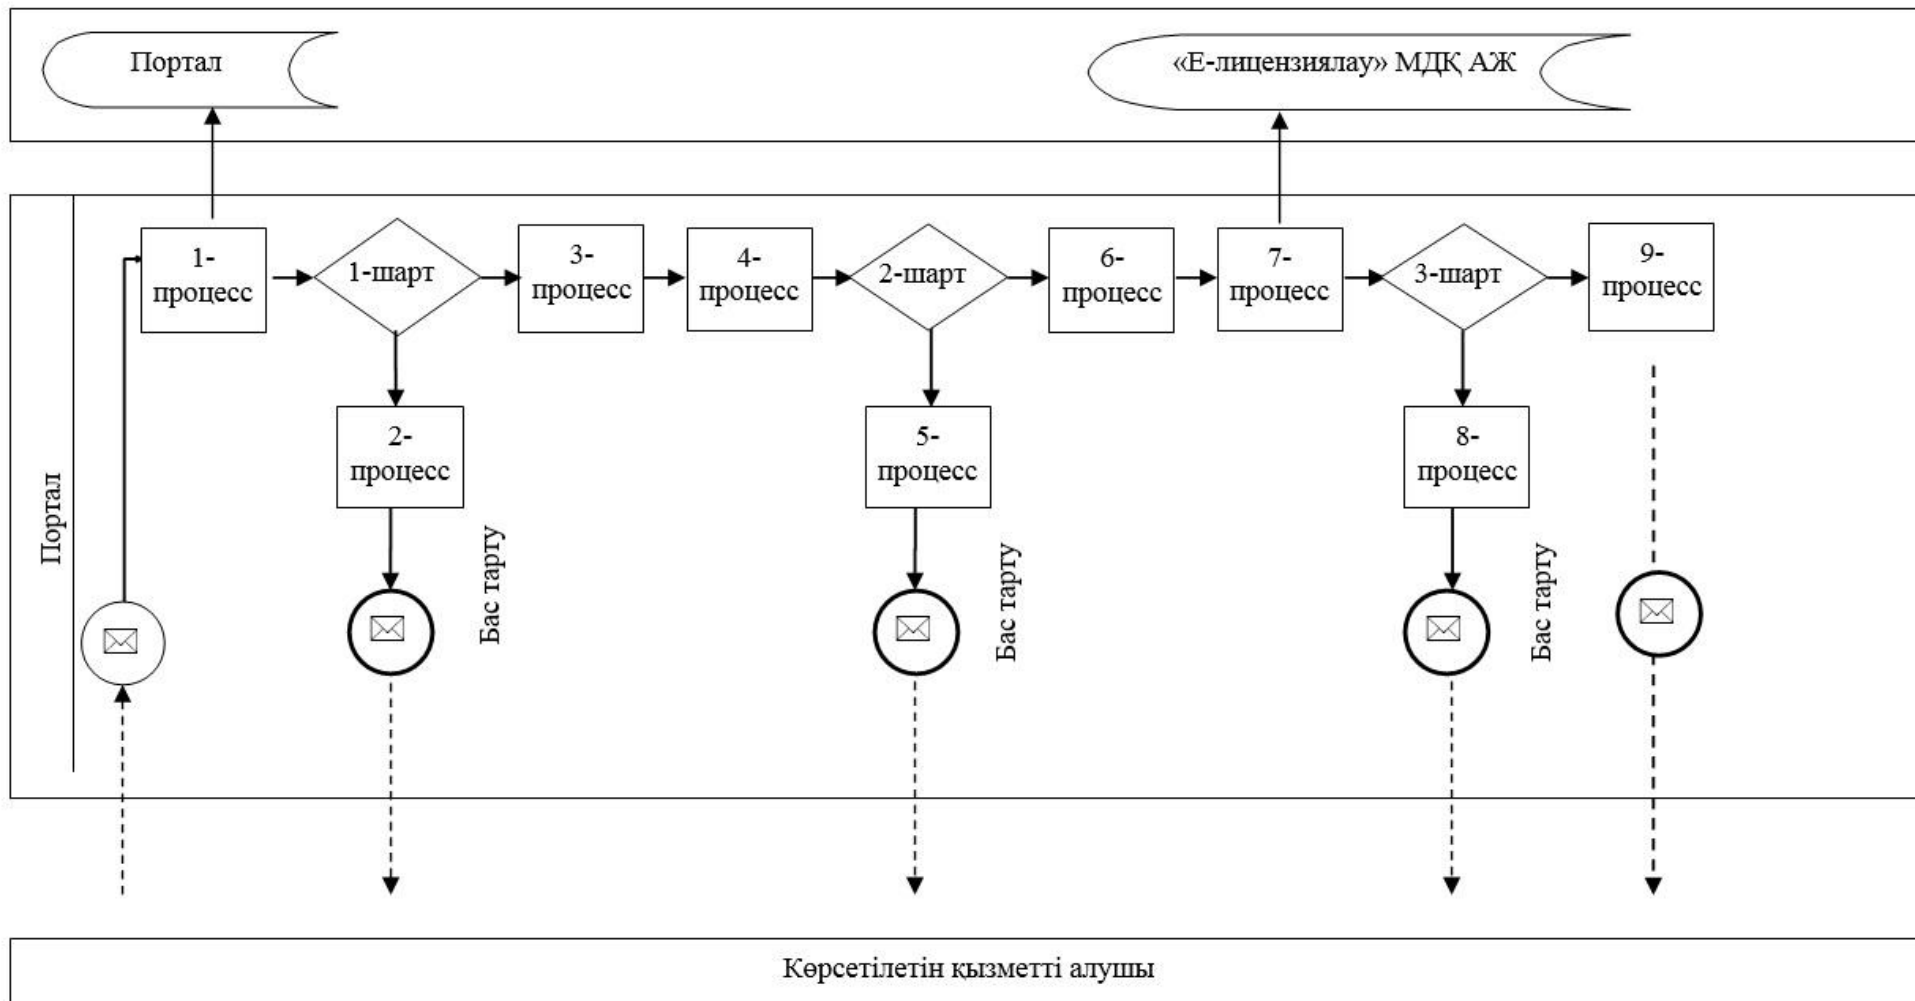 Портал
«Е-лицензиялау» МДҚ АЖ
1-
процесс
1-шарт
3-
процесс
4-
процесс
2-шарт
6-
процесс
7-
процесс
3-шарт
9-
процесс
2-
процесс
5-
процесс
8-
процесс
Портал
Бас тарту
Бас тарту
Бас тарту
Көрсетілетін қызметті алушы